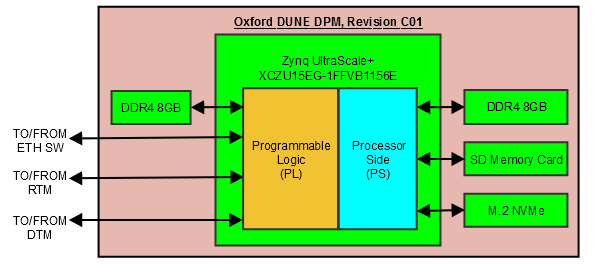 Oxford DUNE DPM, Revision C01
Zynq UltraScale+
XCZU15EG-1FFVB1156E
DDR4 8GB
TO/FROM
ETH SW
TO/FROM
RTM
TO/FROM
DTM
Programmable
Logic
(PL)
Processor
Side
(PS)
DDR4 8GB
SD Memory Card
M.2 NVMe